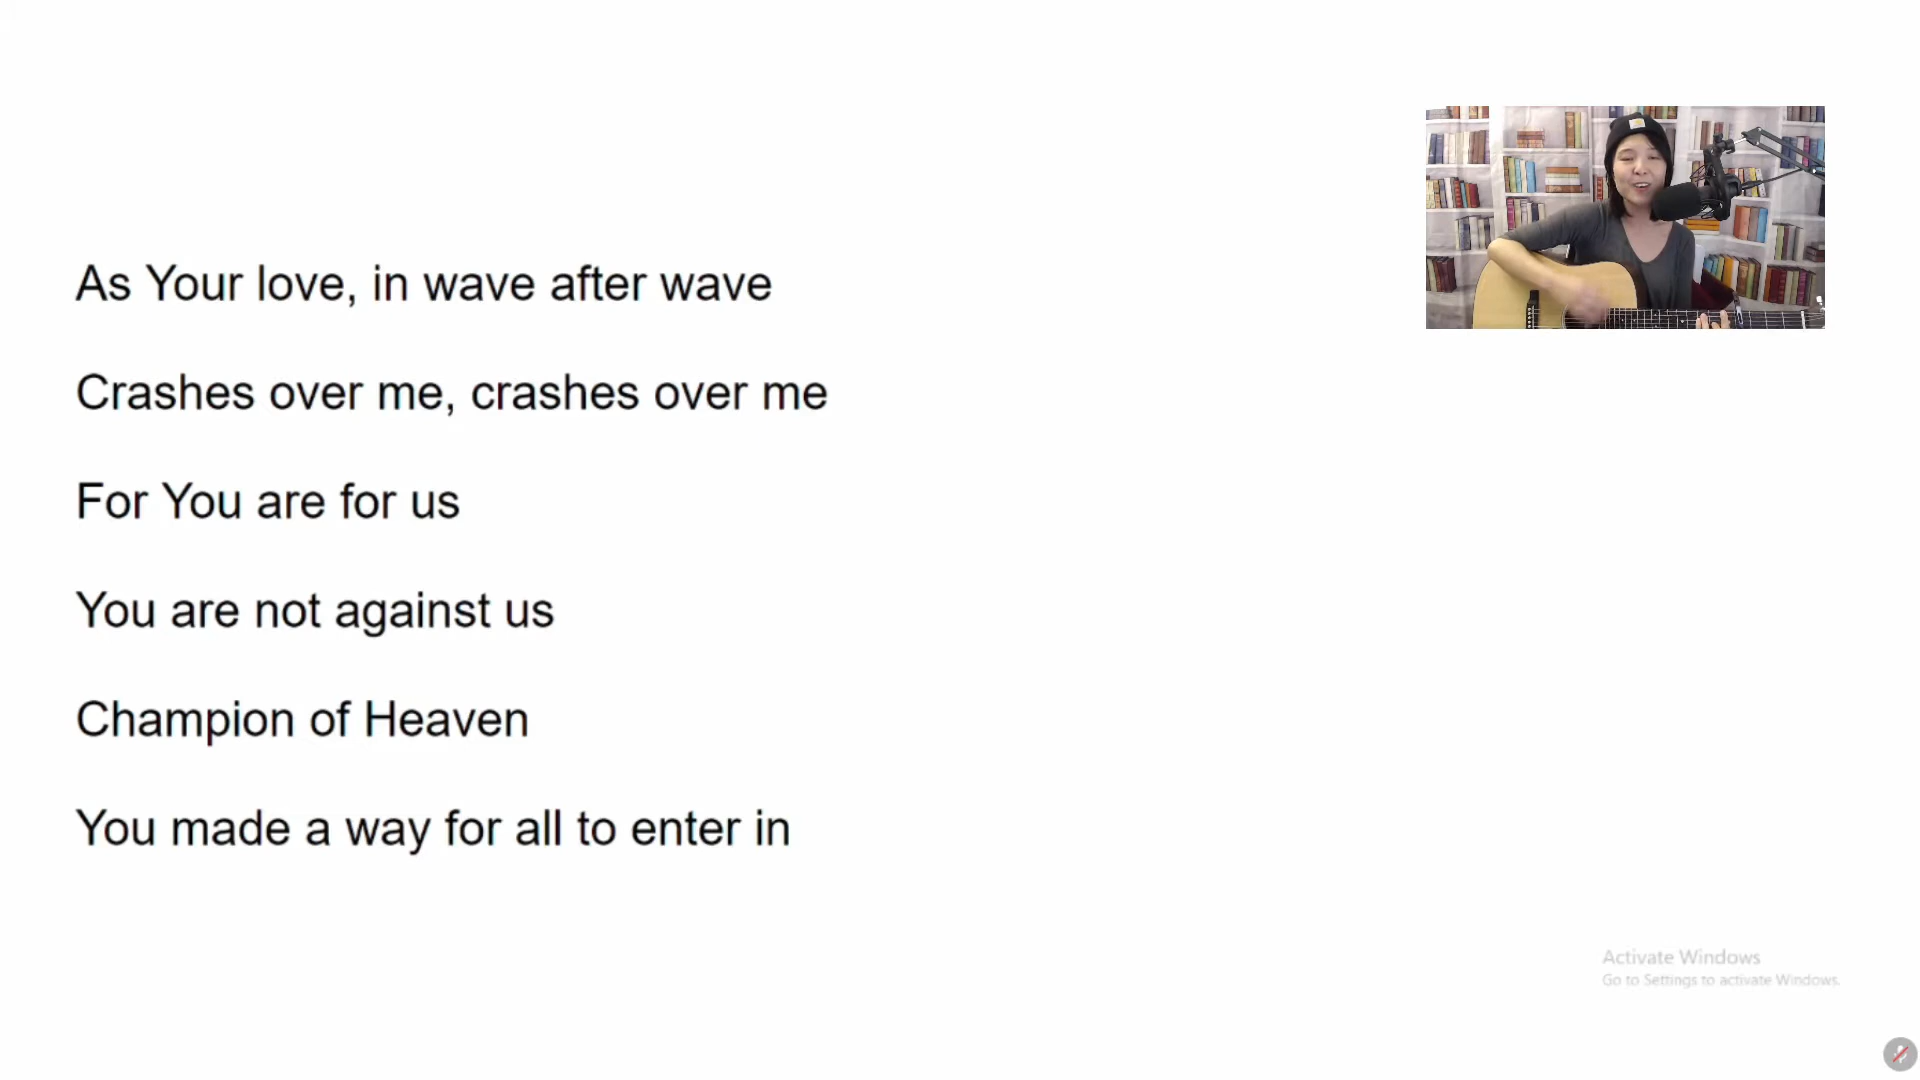 As Your love, in wave after wave
Crashes over me, crashes over me
For You are for us
You are not against us
Champion of Heaven
You made a way for all to enter in
Activate Windows
Go to Settings to activate Windows.